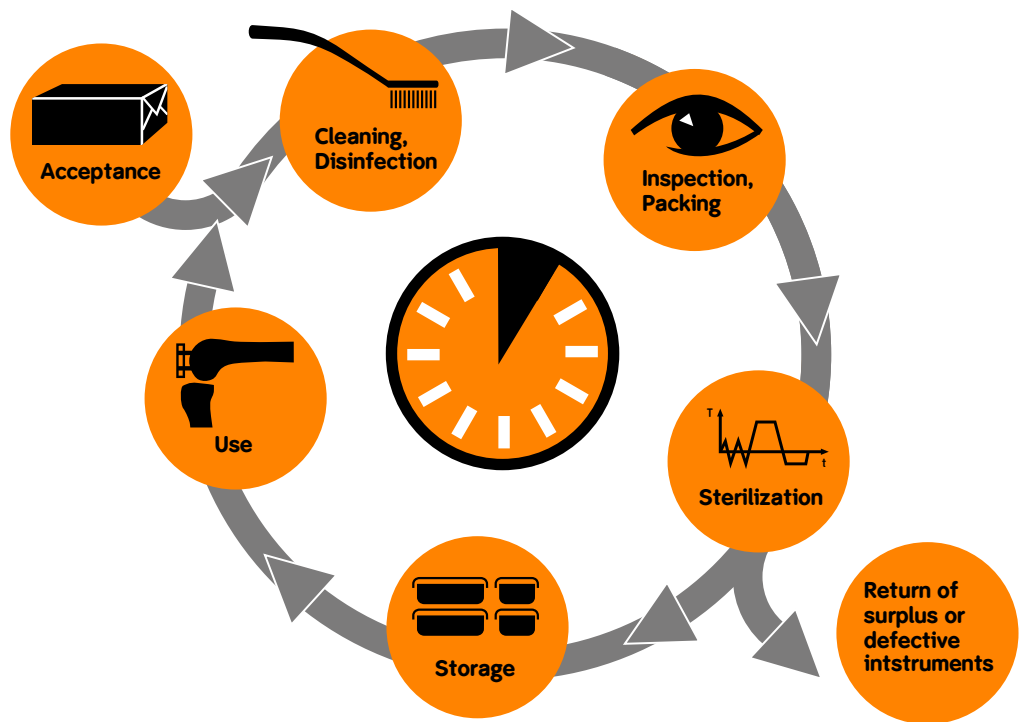 Acceptance
Cleaning,
Disinfection
Inspection,
Packing
T
t
Sterilization
Return of
surplus or
defective
intstruments
Storage
Use